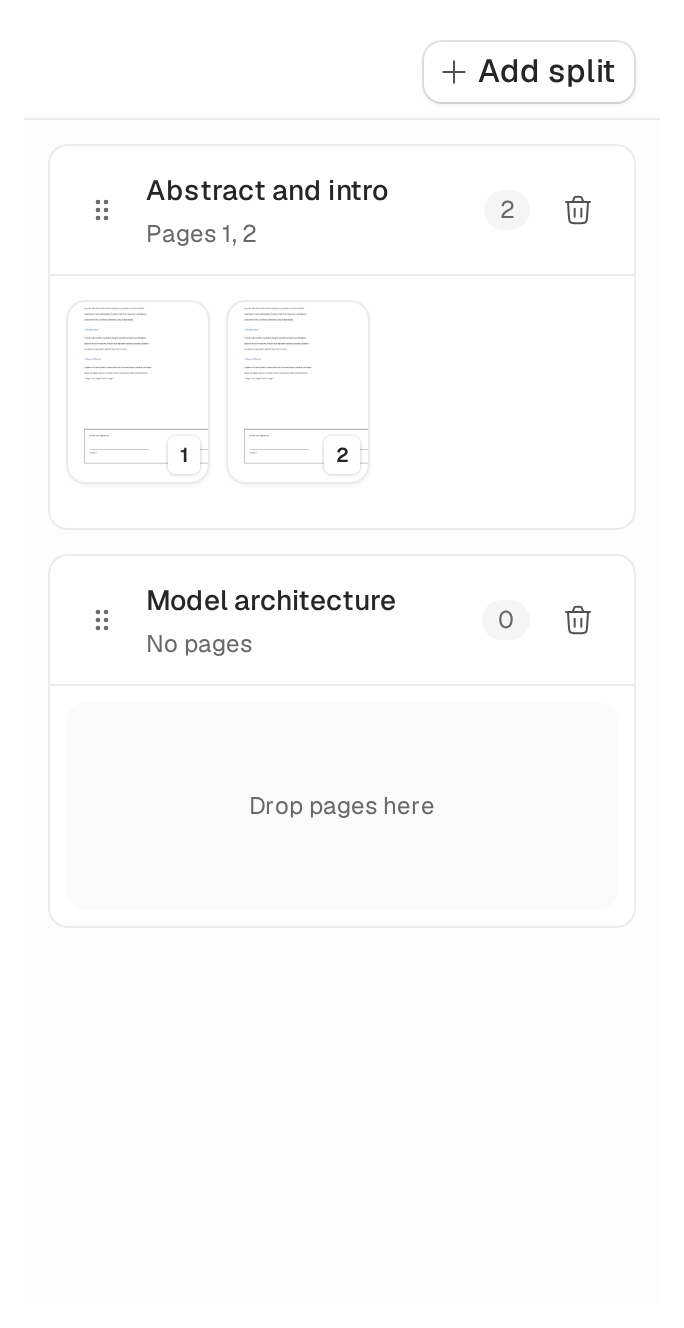 Add split
Abstract and intro
Pages 1, 2
2
1
2
Model architecture
No pages
0
Drop pages here